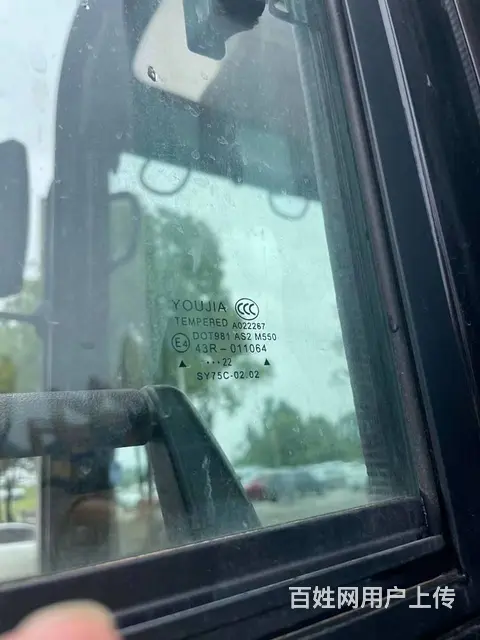 YOUJIA CCC
TEMPERED A022267
DOT981 AS2 M550
E4 43R-011064
▲ ···22 ▲
SY75C-02.02
百姓网用户上传